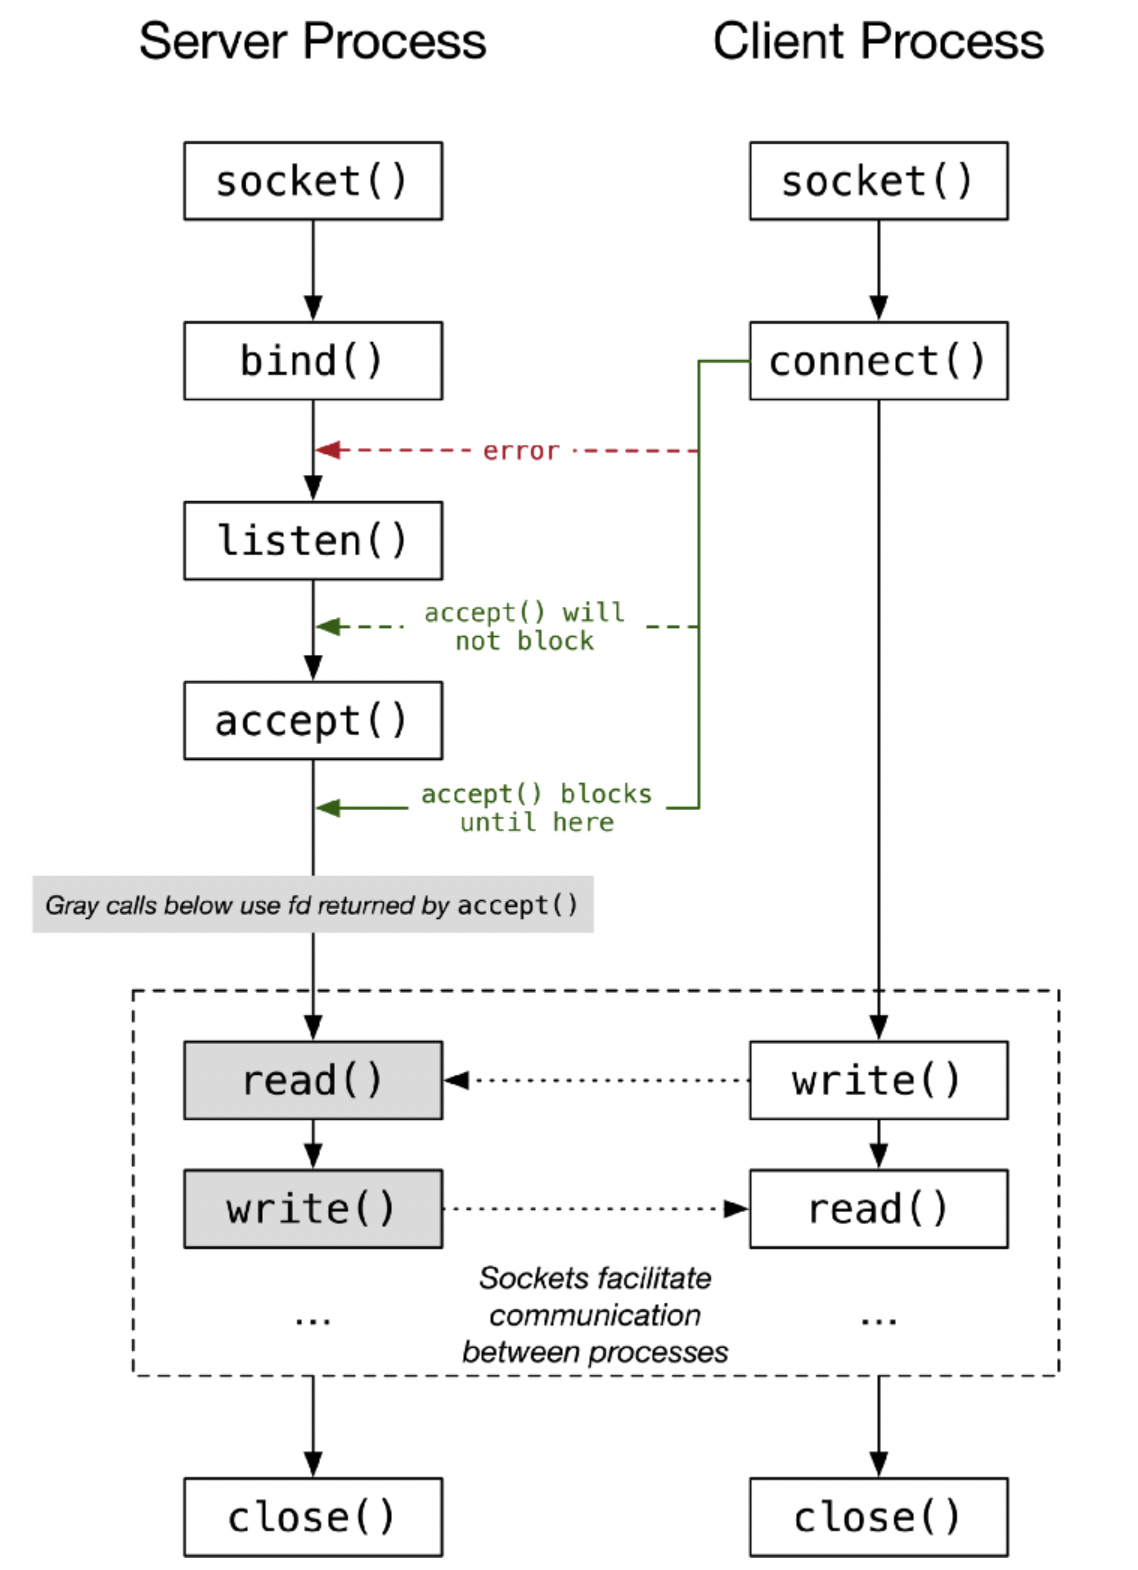 Server Process
Client Process
socket()
socket()
bind()
connect()
error
listen()
accept() will
not block
accept()
accept() blocks
until here
Gray calls below use fd returned by accept()
read()
write()
write()
read()
Sockets facilitate
communication
between processes
...
...
close()
close()